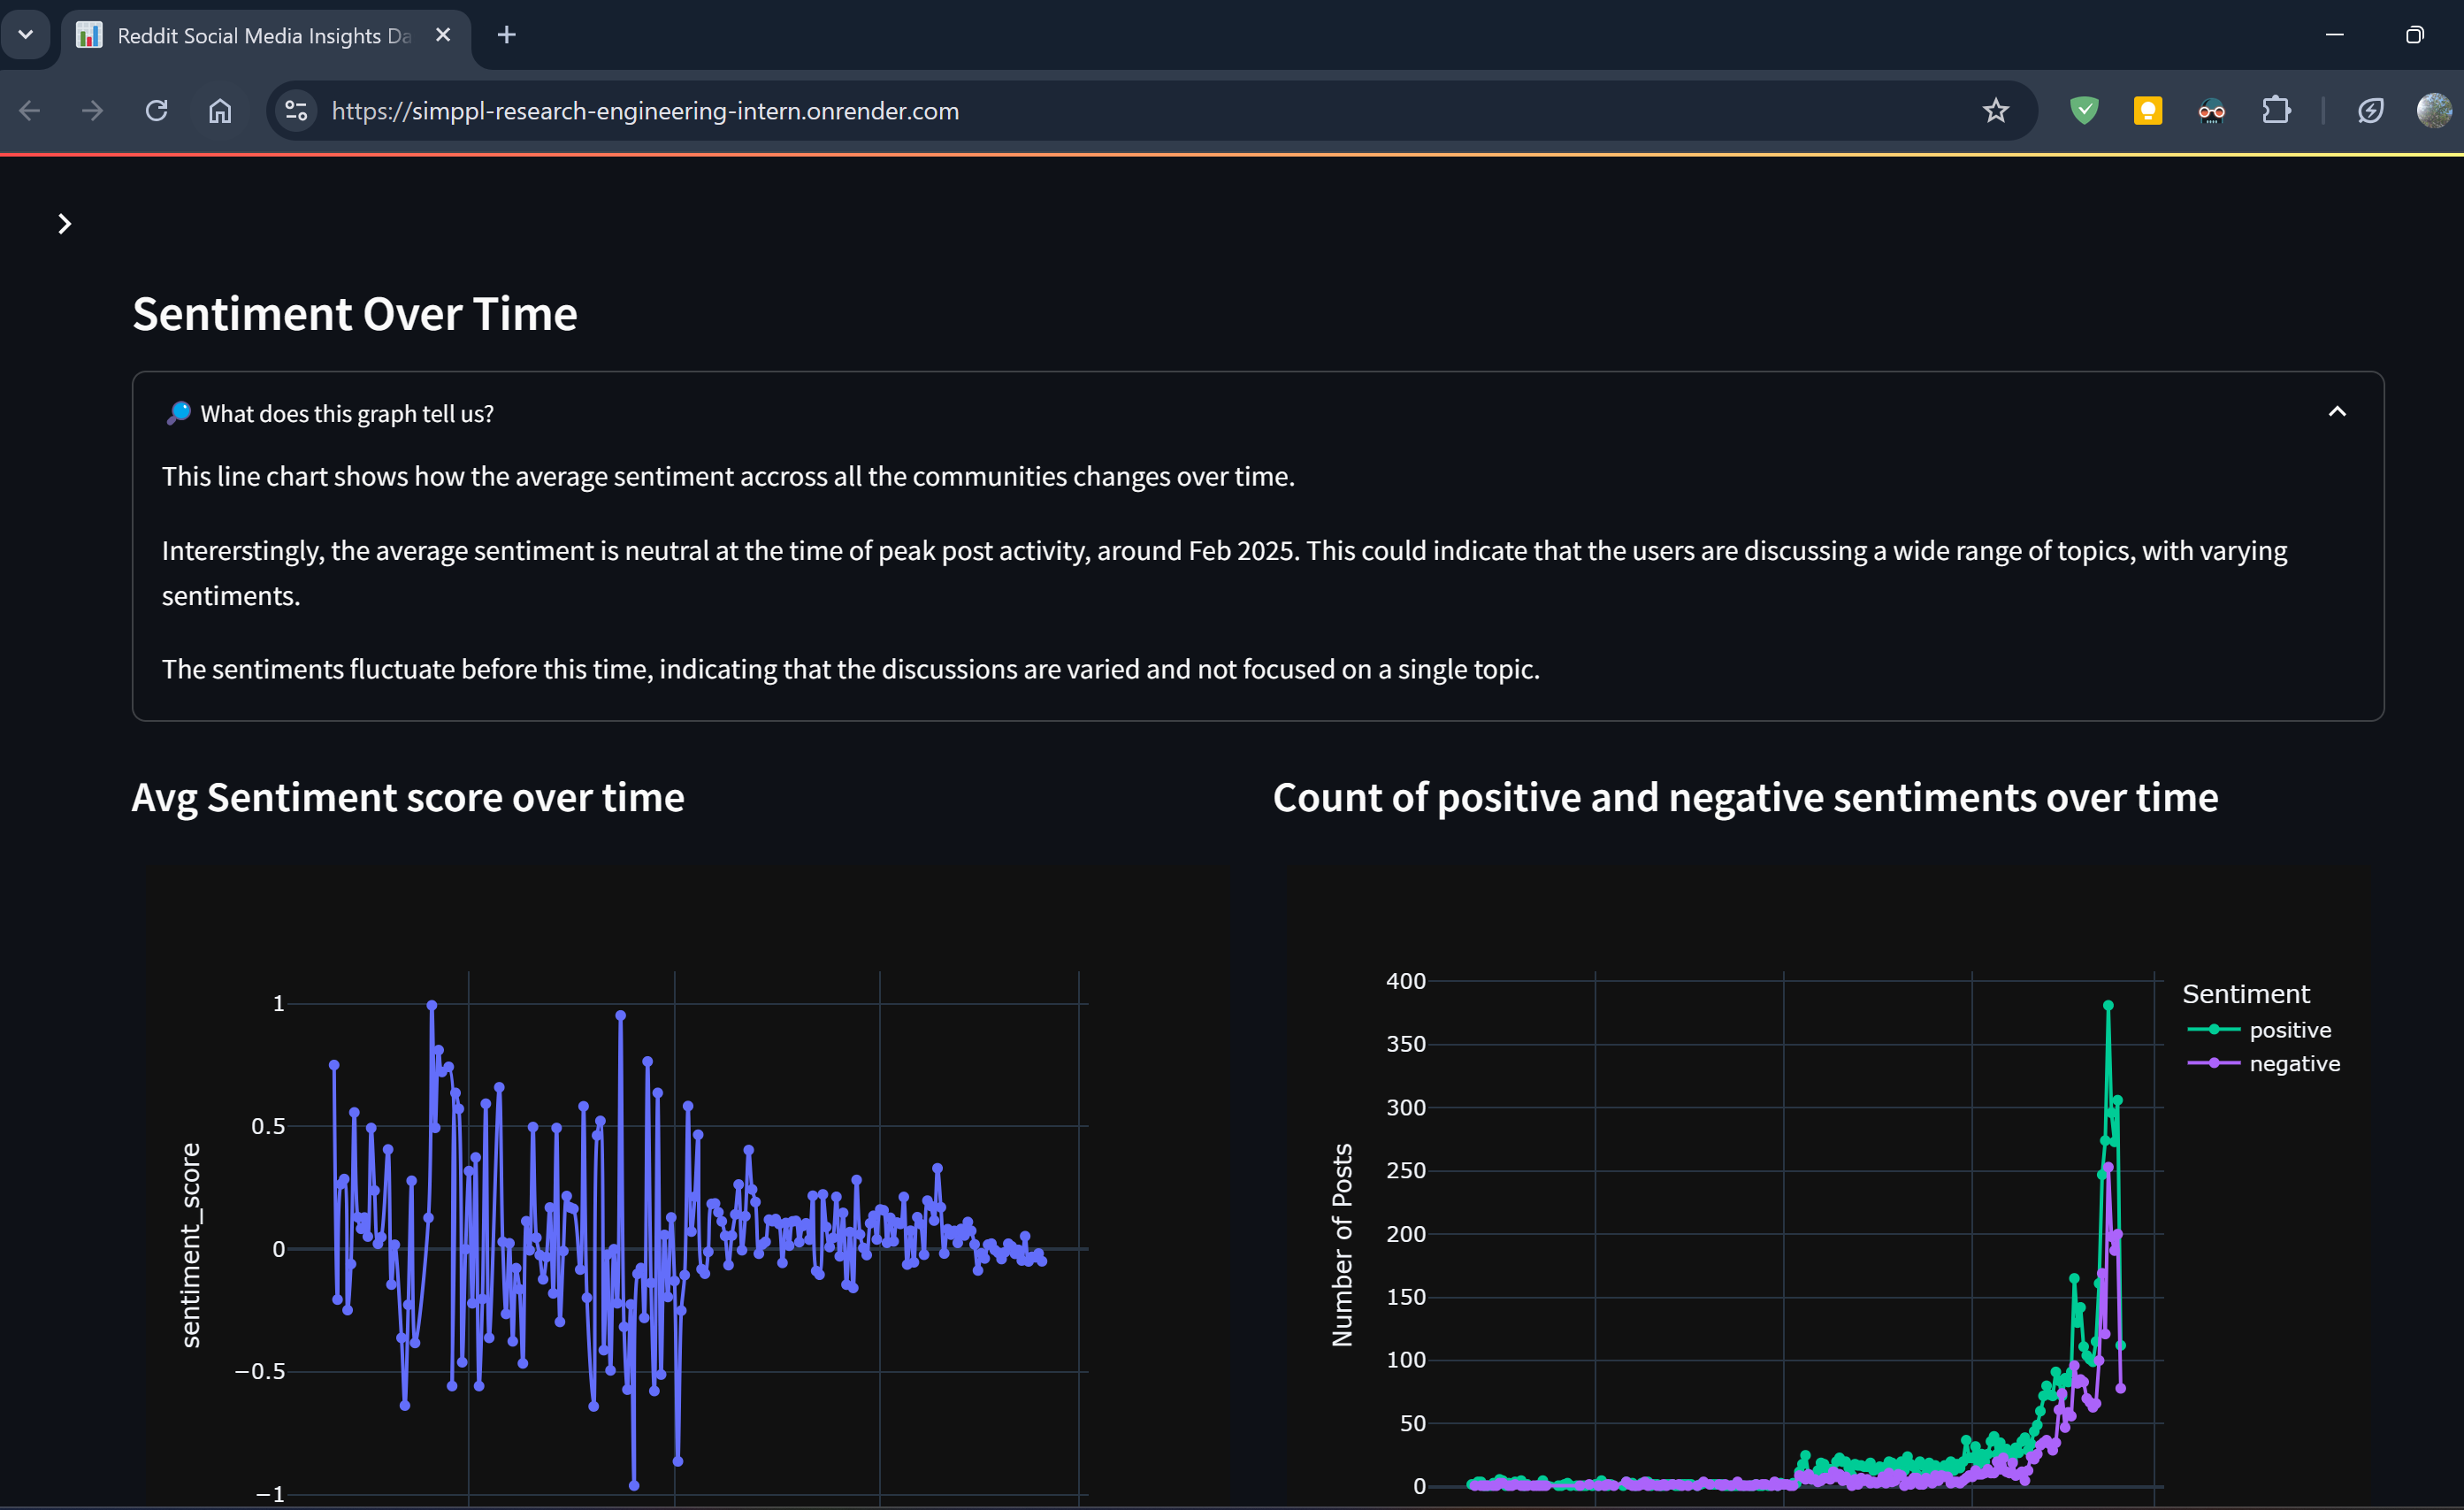 Reddit Social Media Insights Da
https://simppl-research-engineering-intern.onrender.com
Sentiment Over Time
What does this graph tell us?
This line chart shows how the average sentiment accross all the communities changes over time.
Intererstingly, the average sentiment is neutral at the time of peak post activity, around Feb 2025. This could indicate that the users are discussing a wide range of topics, with varying
sentiments.
The sentiments fluctuate before this time, indicating that the discussions are varied and not focused on a single topic.
Avg Sentiment score over time
1
0.5
0
−0.5
−1
sentiment_score
Count of positive and negative sentiments over time
400
350
300
250
200
150
100
50
0
Number of Posts
Sentiment
positive
negative